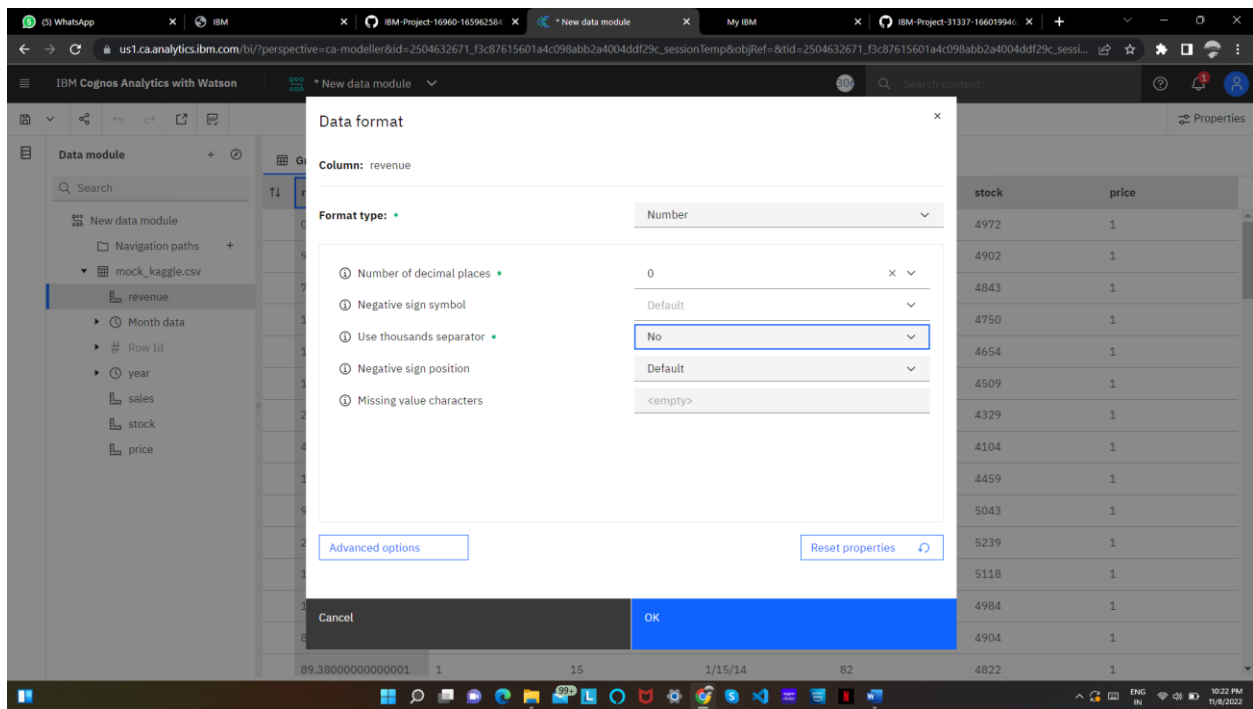 (5) WhatsApp IBM IBM-Project-16960-165962584 * New data module My IBM IBM-Project-31337-166019946
us1.ca.analytics.ibm.com/bi/?perspective=ca-modeller&id=2504632671_f3c87615601a4c098abb2a4004ddf29c_sessionTemp&objRef=&tid=2504632671_f3c87615601a4c098abb2a4004ddf29c_sessi...
IBM Cognos Analytics with Watson * New data module Search content 1
Data format
Properties
Data module
Column: revenue
Search
stock price
New data module
Format type: Number
4972 1
Navigation paths +
mock_kaggle.csv
4902 1
Number of decimal places 0
4843 1
revenue
Negative sign symbol Default
Month data
4750 1
Use thousands separator No
# Row Id
4654 1
Negative sign position Default
year
4509 1
Missing value characters <empty>
sales
4329 1
stock
4104 1
price
4459 1
5043 1
5239 1
Advanced options Reset properties
5118 1
4984 1
Cancel OK
4904 1
89.38000000000001 1 15 1/15/14 82 4822 1
99+
ENG 10:22 PM
IN 11/8/2022